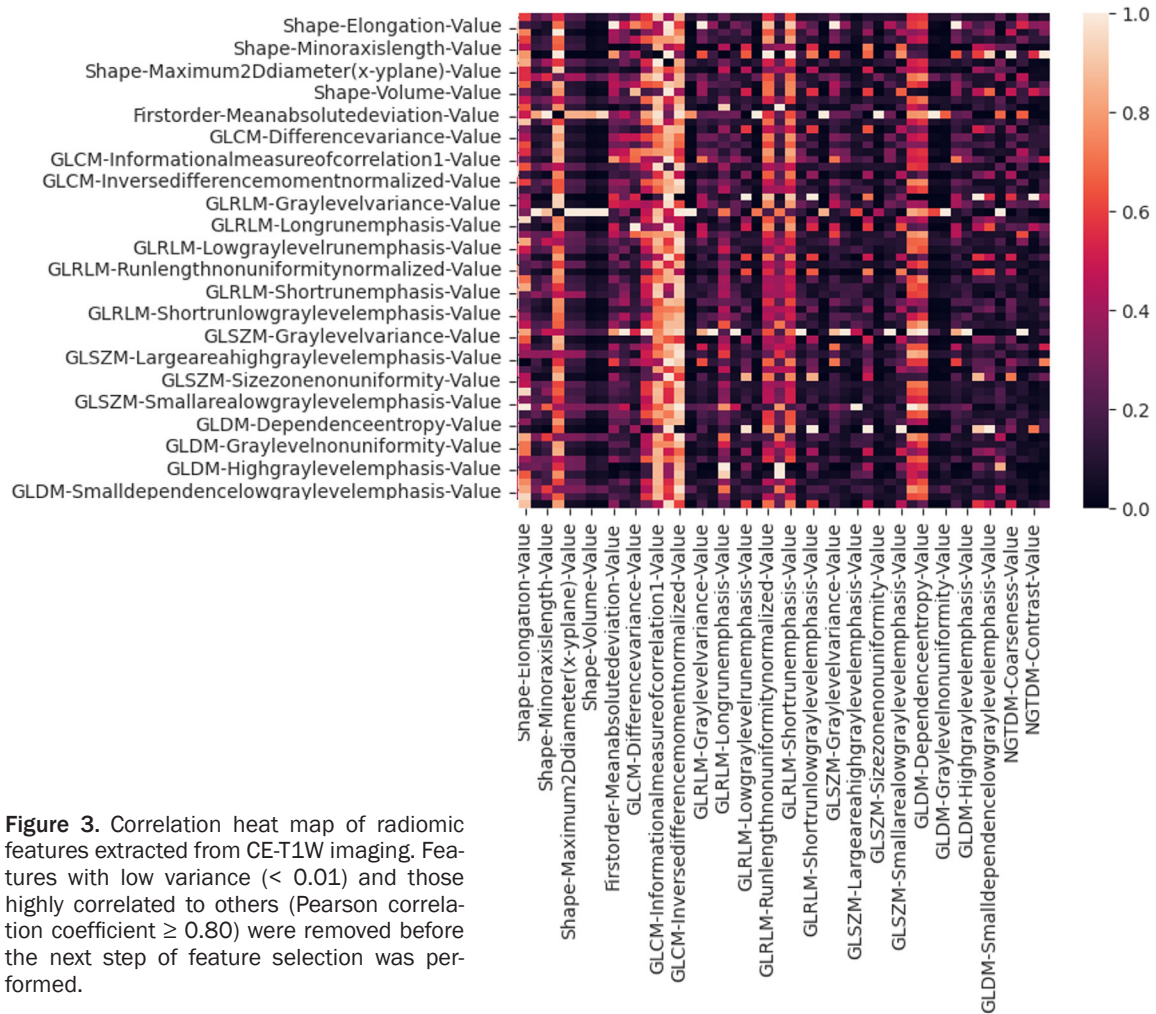 Shape-Elongation-Value
Shape-Minoraxislength-Value
Shape-Maximum2Ddiameter(x-yplane)-Value
Shape-Volume-Value
Firstorder-Meanabsolutedeviation-Value
GLCM-Differencevariance-Value
GLCM-Informationalmeasureofcorrelation1-Value
GLCM-Inversedifferencemomentnormalized-Value
GLRLM-Graylevelvariance-Value
GLRLM-Longrunemphasis-Value
GLRLM-Lowgraylevelrunemphasis-Value
GLRLM-Runlengthnonuniformitynormalized-Value
GLRLM-Shortrunemphasis-Value
GLRLM-Shortrunlowgraylevelemphasis-Value
GLSZM-Graylevelvariance-Value
GLSZM-Largeareahighgraylevelemphasis-Value
GLSZM-Sizezonenonuniformity-Value
GLSZM-Smallarealowgraylevelemphasis-Value
GLDM-Dependenceentropy-Value
GLDM-Graylevelnonuniformity-Value
GLDM-Highgraylevelemphasis-Value
GLDM-Smalldependencelowgraylevelemphasis-Value
1.0
0.8
0.6
0.4
0.2
0.0
Shape-Elongation-Value
Shape-Minoraxislength-Value
Shape-Maximum2Ddiameter(x-yplane)-Value
Shape-Volume-Value
Firstorder-Meanabsolutedeviation-Value
GLCM-Differencevariance-Value
GLCM-Informationalmeasureofcorrelation1-Value
GLCM-Inversedifferencemomentnormalized-Value
GLRLM-Graylevelvariance-Value
GLRLM-Longrunemphasis-Value
GLRLM-Lowgraylevelrunemphasis-Value
GLRLM-Runlengthnonuniformitynormalized-Value
GLRLM-Shortrunemphasis-Value
GLRLM-Shortrunlowgraylevelemphasis-Value
GLSZM-Graylevelvariance-Value
GLSZM-Largeareahighgraylevelemphasis-Value
GLSZM-Sizezonenonuniformity-Value
GLSZM-Smallarealowgraylevelemphasis-Value
GLDM-Dependenceentropy-Value
GLDM-Graylevelnonuniformity-Value
GLDM-Highgraylevelemphasis-Value
GLDM-Smalldependencelowgraylevelemphasis-Value
NGTDM-Coarseness-Value
NGTDM-Contrast-Value
Figure 3. Correlation heat map of radiomic
features extracted from CE-T1W imaging. Fea-
tures with low variance (< 0.01) and those
highly correlated to others (Pearson correla-
tion coefficient ≥ 0.80) were removed before
the next step of feature selection was per-
formed.